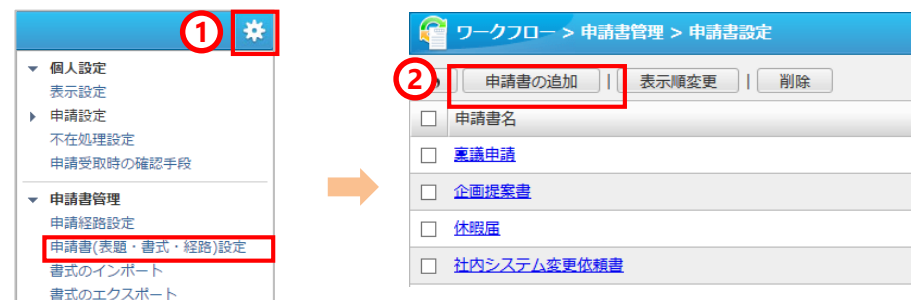 ①
個人設定
表示設定
申請設定
不在処理設定
申請受取時の確認手段
申請書管理
申請経路設定
申請書(表題・書式・経路)設定
書式のインポート
書式のエクスポート
ワークフロー > 申請書管理 > 申請書設定
② 申請書の追加 | 表示順変更 | 削除
申請書名
稟議申請
企画提案書
休暇届
社内システム変更依頼書